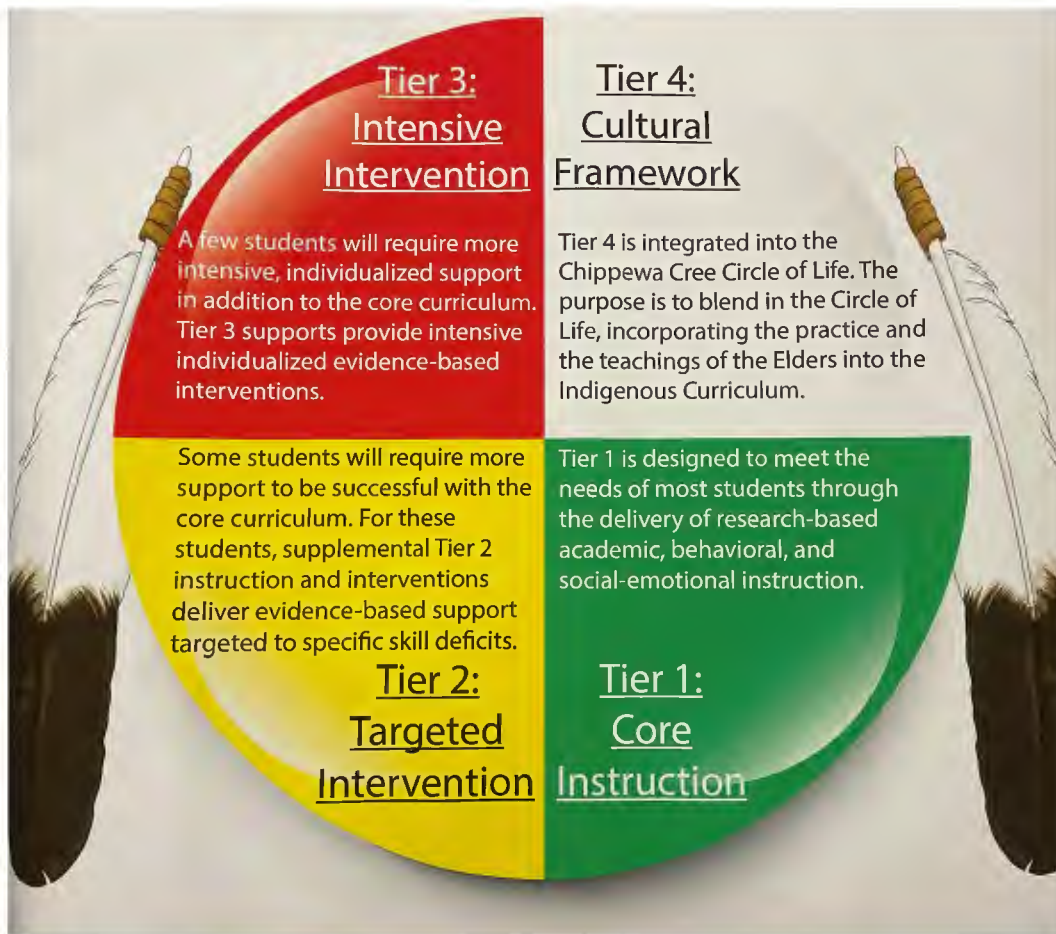 Tier 3:
Intensive
Intervention
A few students will require more
intensive, individualized support
in addition to the core curriculum.
Tier 3 supports provide intensive
individualized evidence-based
interventions.
Tier 4:
Cultural
Framework
Tier 4 is integrated into the
Chippewa Cree Circle of Life. The
purpose is to blend in the Circle of
Life, incorporating the practice and
the teachings of the Elders into the
Indigenous Curriculum.
Some students will require more
support to be successful with the
core curriculum. For these
students, supplemental Tier 2
instruction and interventions
deliver evidence-based support
targeted to specific skill deficits.
Tier 2:
Targeted
Intervention
Tier 1 is designed to meet the
needs of most students through
the delivery of research-based
academic, behavioral, and
social-emotional instruction.
Tier 1:
Core
Instruction